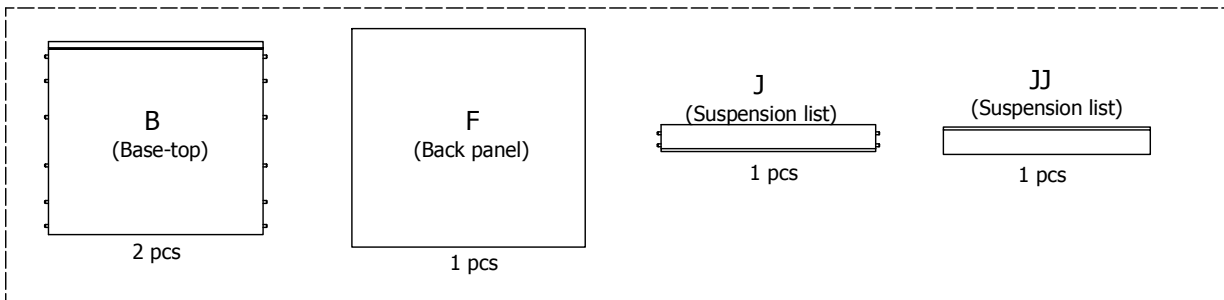 B
(Base-top)
2 pcs
F
(Back panel)
1 pcs
J
(Suspension list)
1 pcs
JJ
(Suspension list)
1 pcs